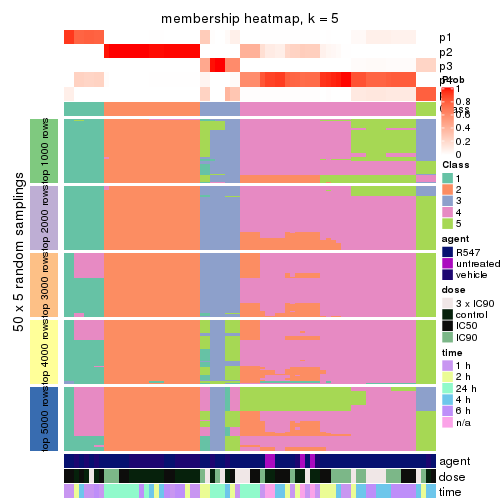 membership heatmap, k = 5
p1
p2
p3
Prob
1
0.8
0.6
0.4
0.2
0
Class
1
2
3
4
5
agent
R547
untreated
vehicle
dose
3 x IC90
control
IC50
IC90
time
1 h
2 h
24 h
4 h
6 h
n/a
50 x 5 random samplings
top 1000 rows
top 2000 rows
top 3000 rows
top 4000 rows
top 5000 rows
agent
dose
time